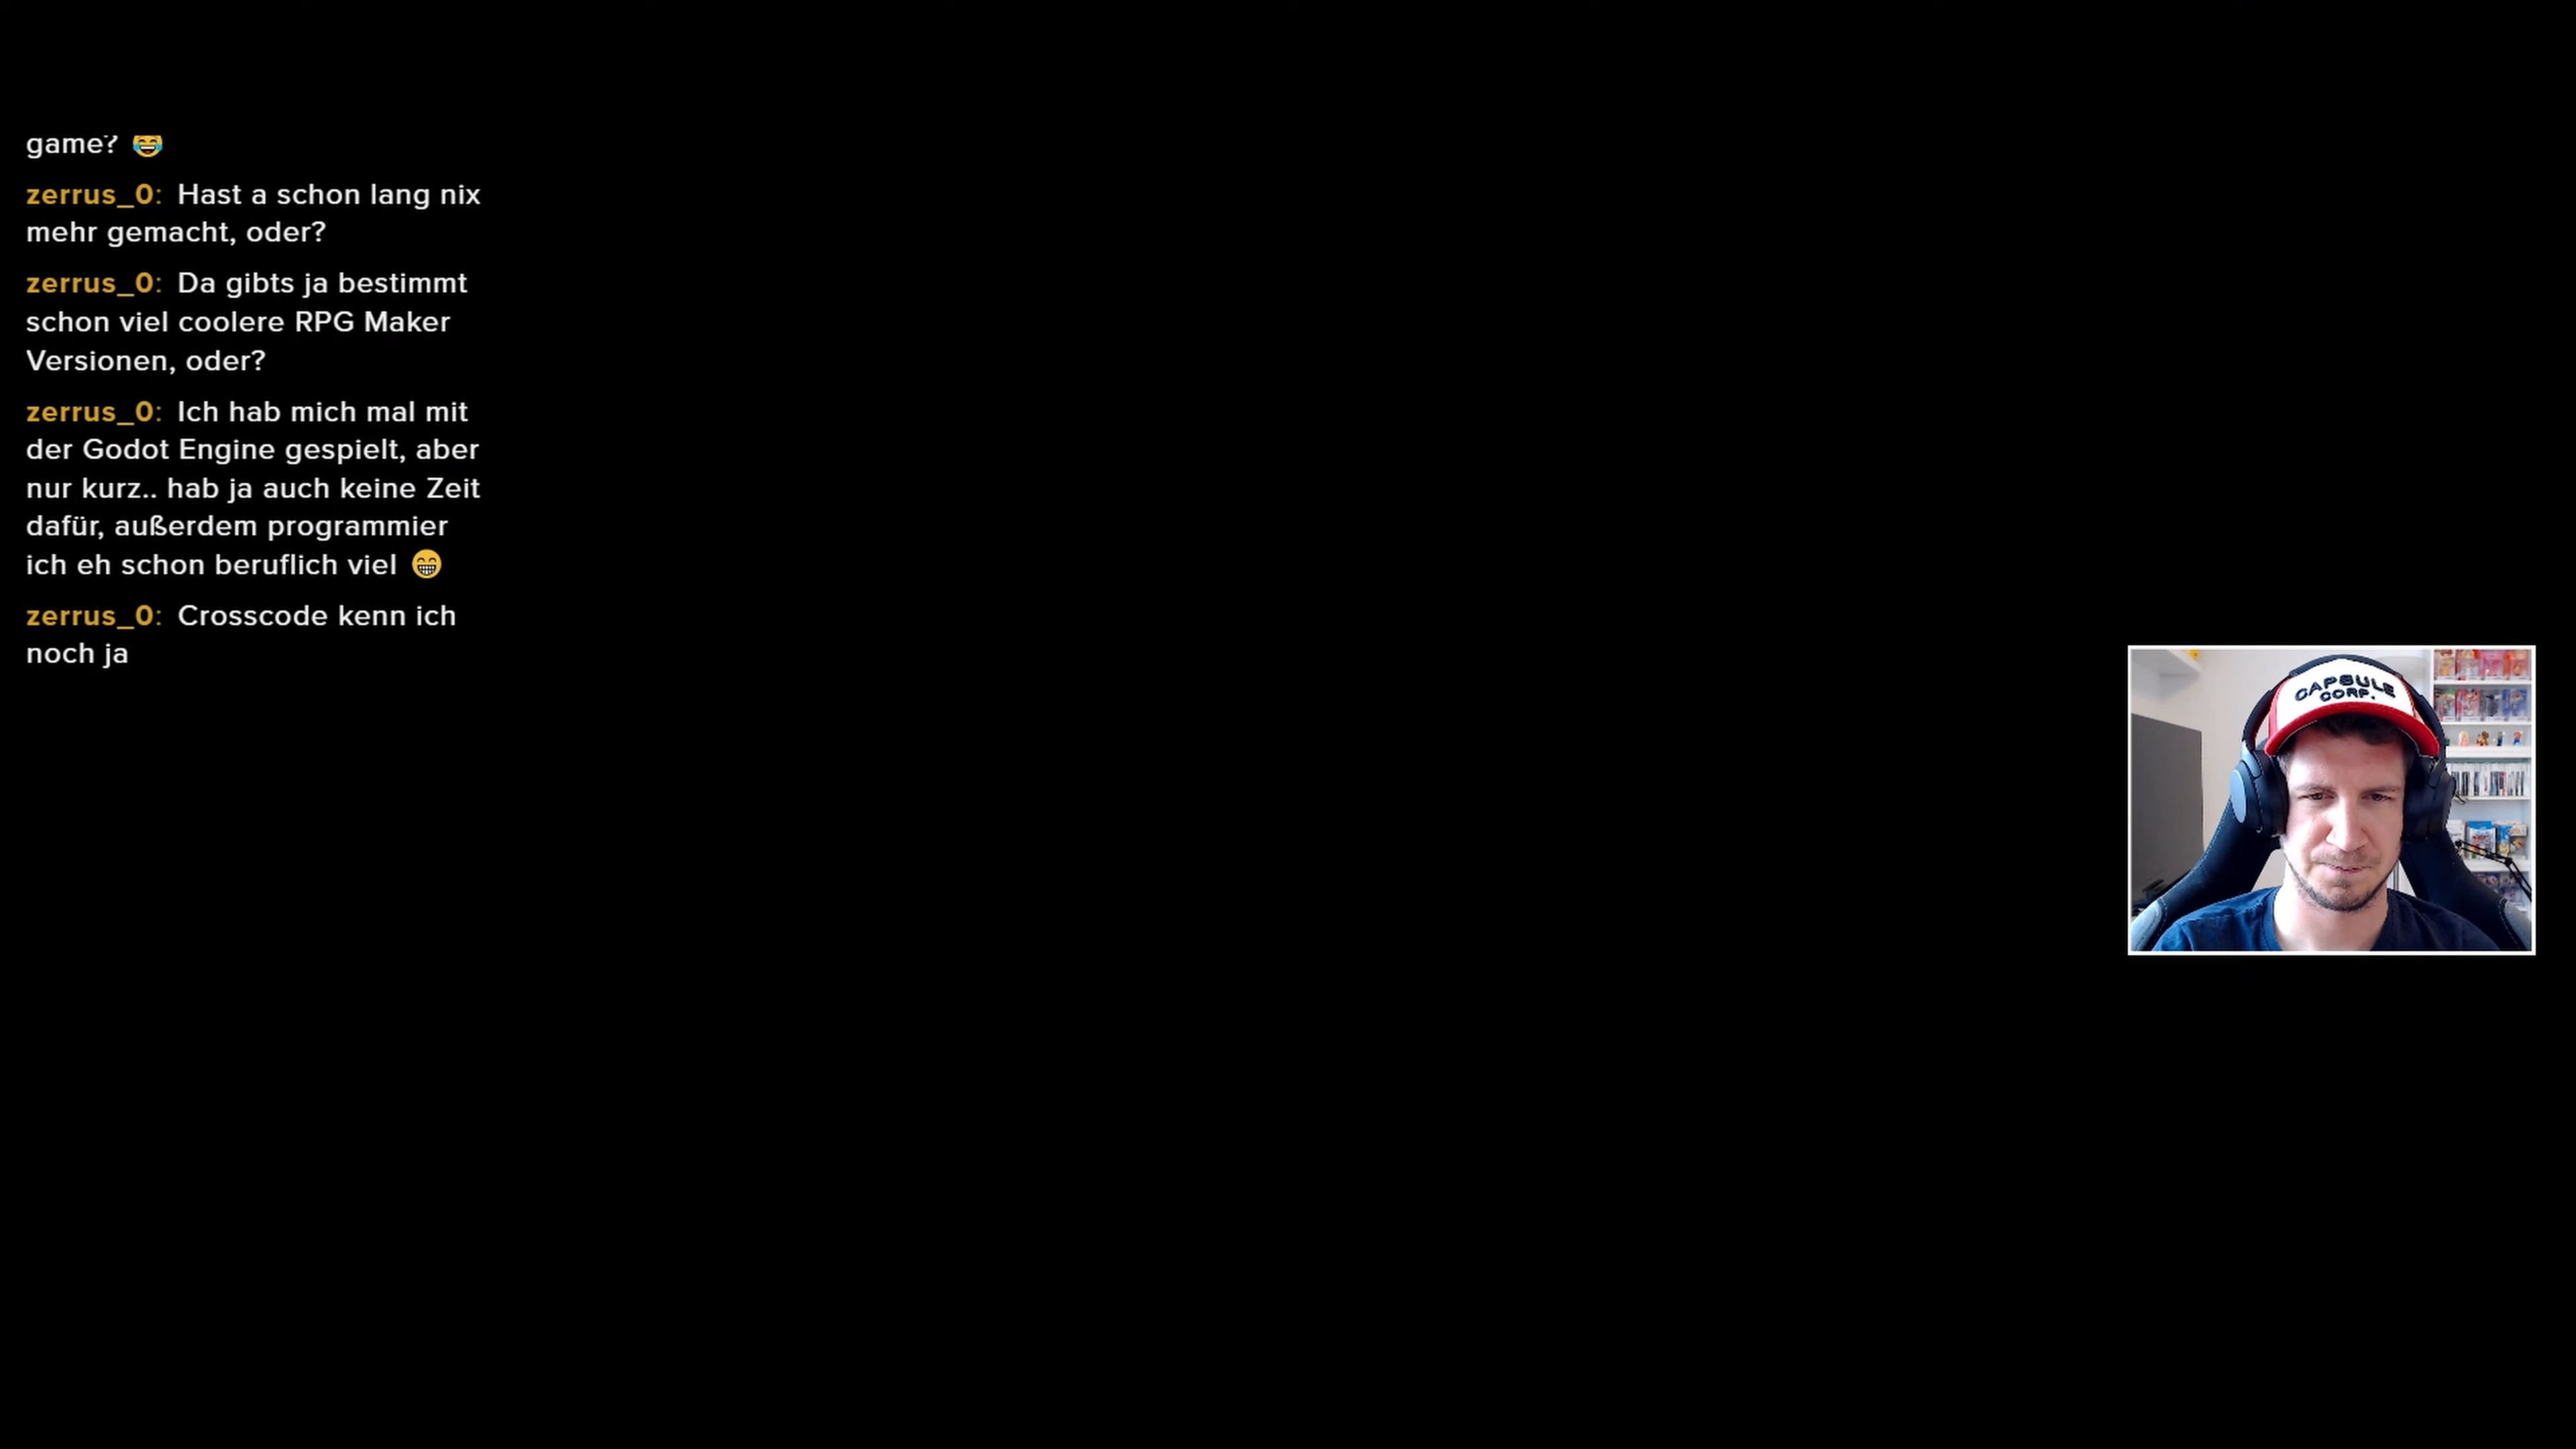 game? 😂
zerrus_0: Hast a schon lang nix
mehr gemacht, oder?
zerrus_0: Da gibts ja bestimmt
schon viel coolere RPG Maker
Versionen, oder?
zerrus_0: Ich hab mich mal mit
der Godot Engine gespielt, aber
nur kurz.. hab ja auch keine Zeit
dafür, außerdem programmier
ich eh schon beruflich viel 😁
zerrus_0: Crosscode kenn ich
noch ja
CAPSULE
CORP.